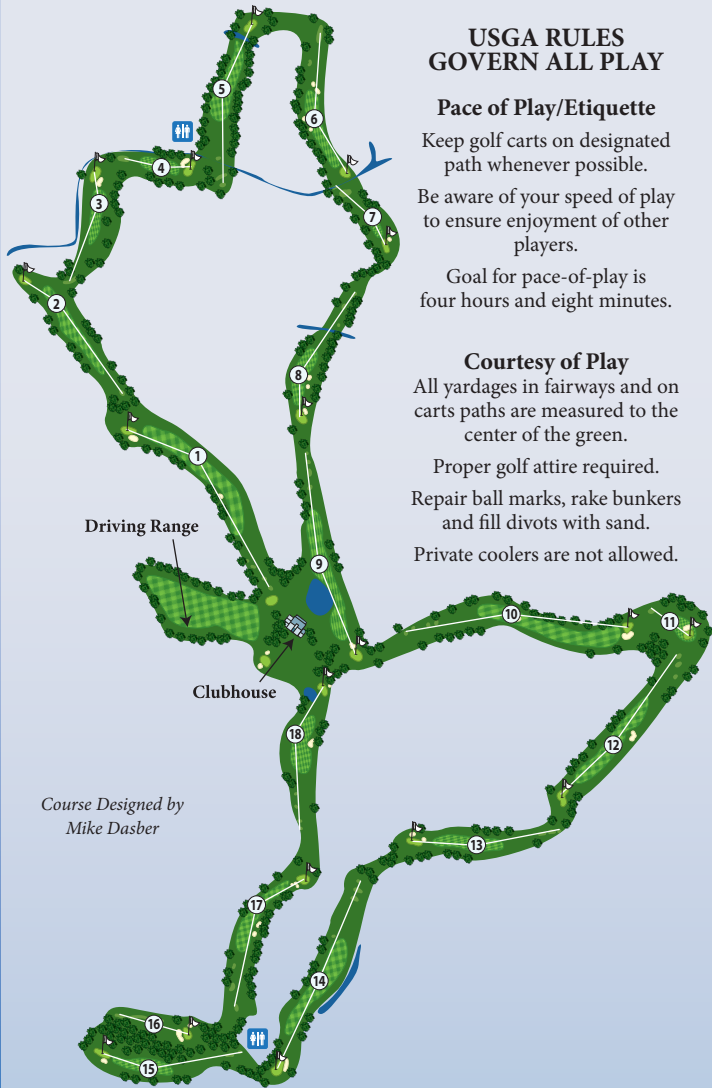 USGA RULES
GOVERN ALL PLAY
Pace of Play/Etiquette
Keep golf carts on designated
path whenever possible.
Be aware of your speed of play
to ensure enjoyment of other
players.
Goal for pace-of-play is
four hours and eight minutes.
Courtesy of Play
All yardages in fairways and on
carts paths are measured to the
center of the green.
Proper golf attire required.
Repair ball marks, rake bunkers
and fill divots with sand.
Private coolers are not allowed.
5
6
4
3
7
2
8
1
Driving Range
9
10
11
Clubhouse
18
12
Course Designed by
Mike Dasber
13
17
14
16
15